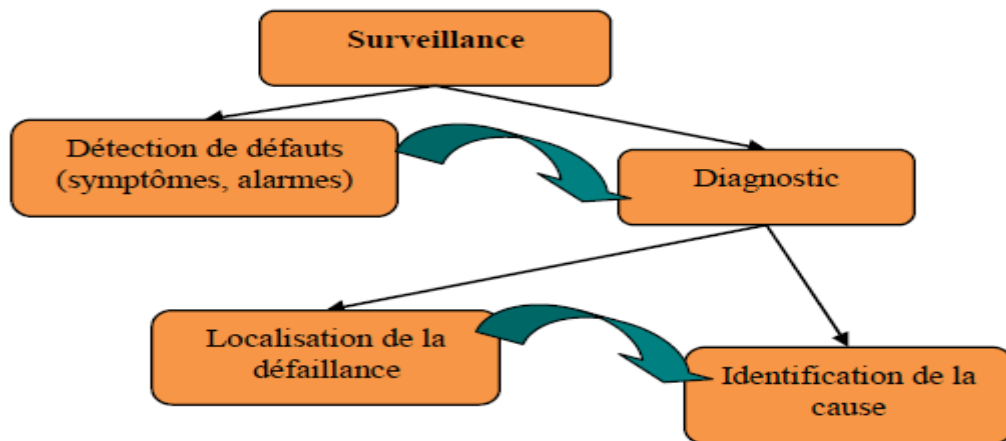 Surveillance
Détection de défauts
(symptômes, alarmes)
Diagnostic
Localisation de la
défaillance
Identification de la
cause